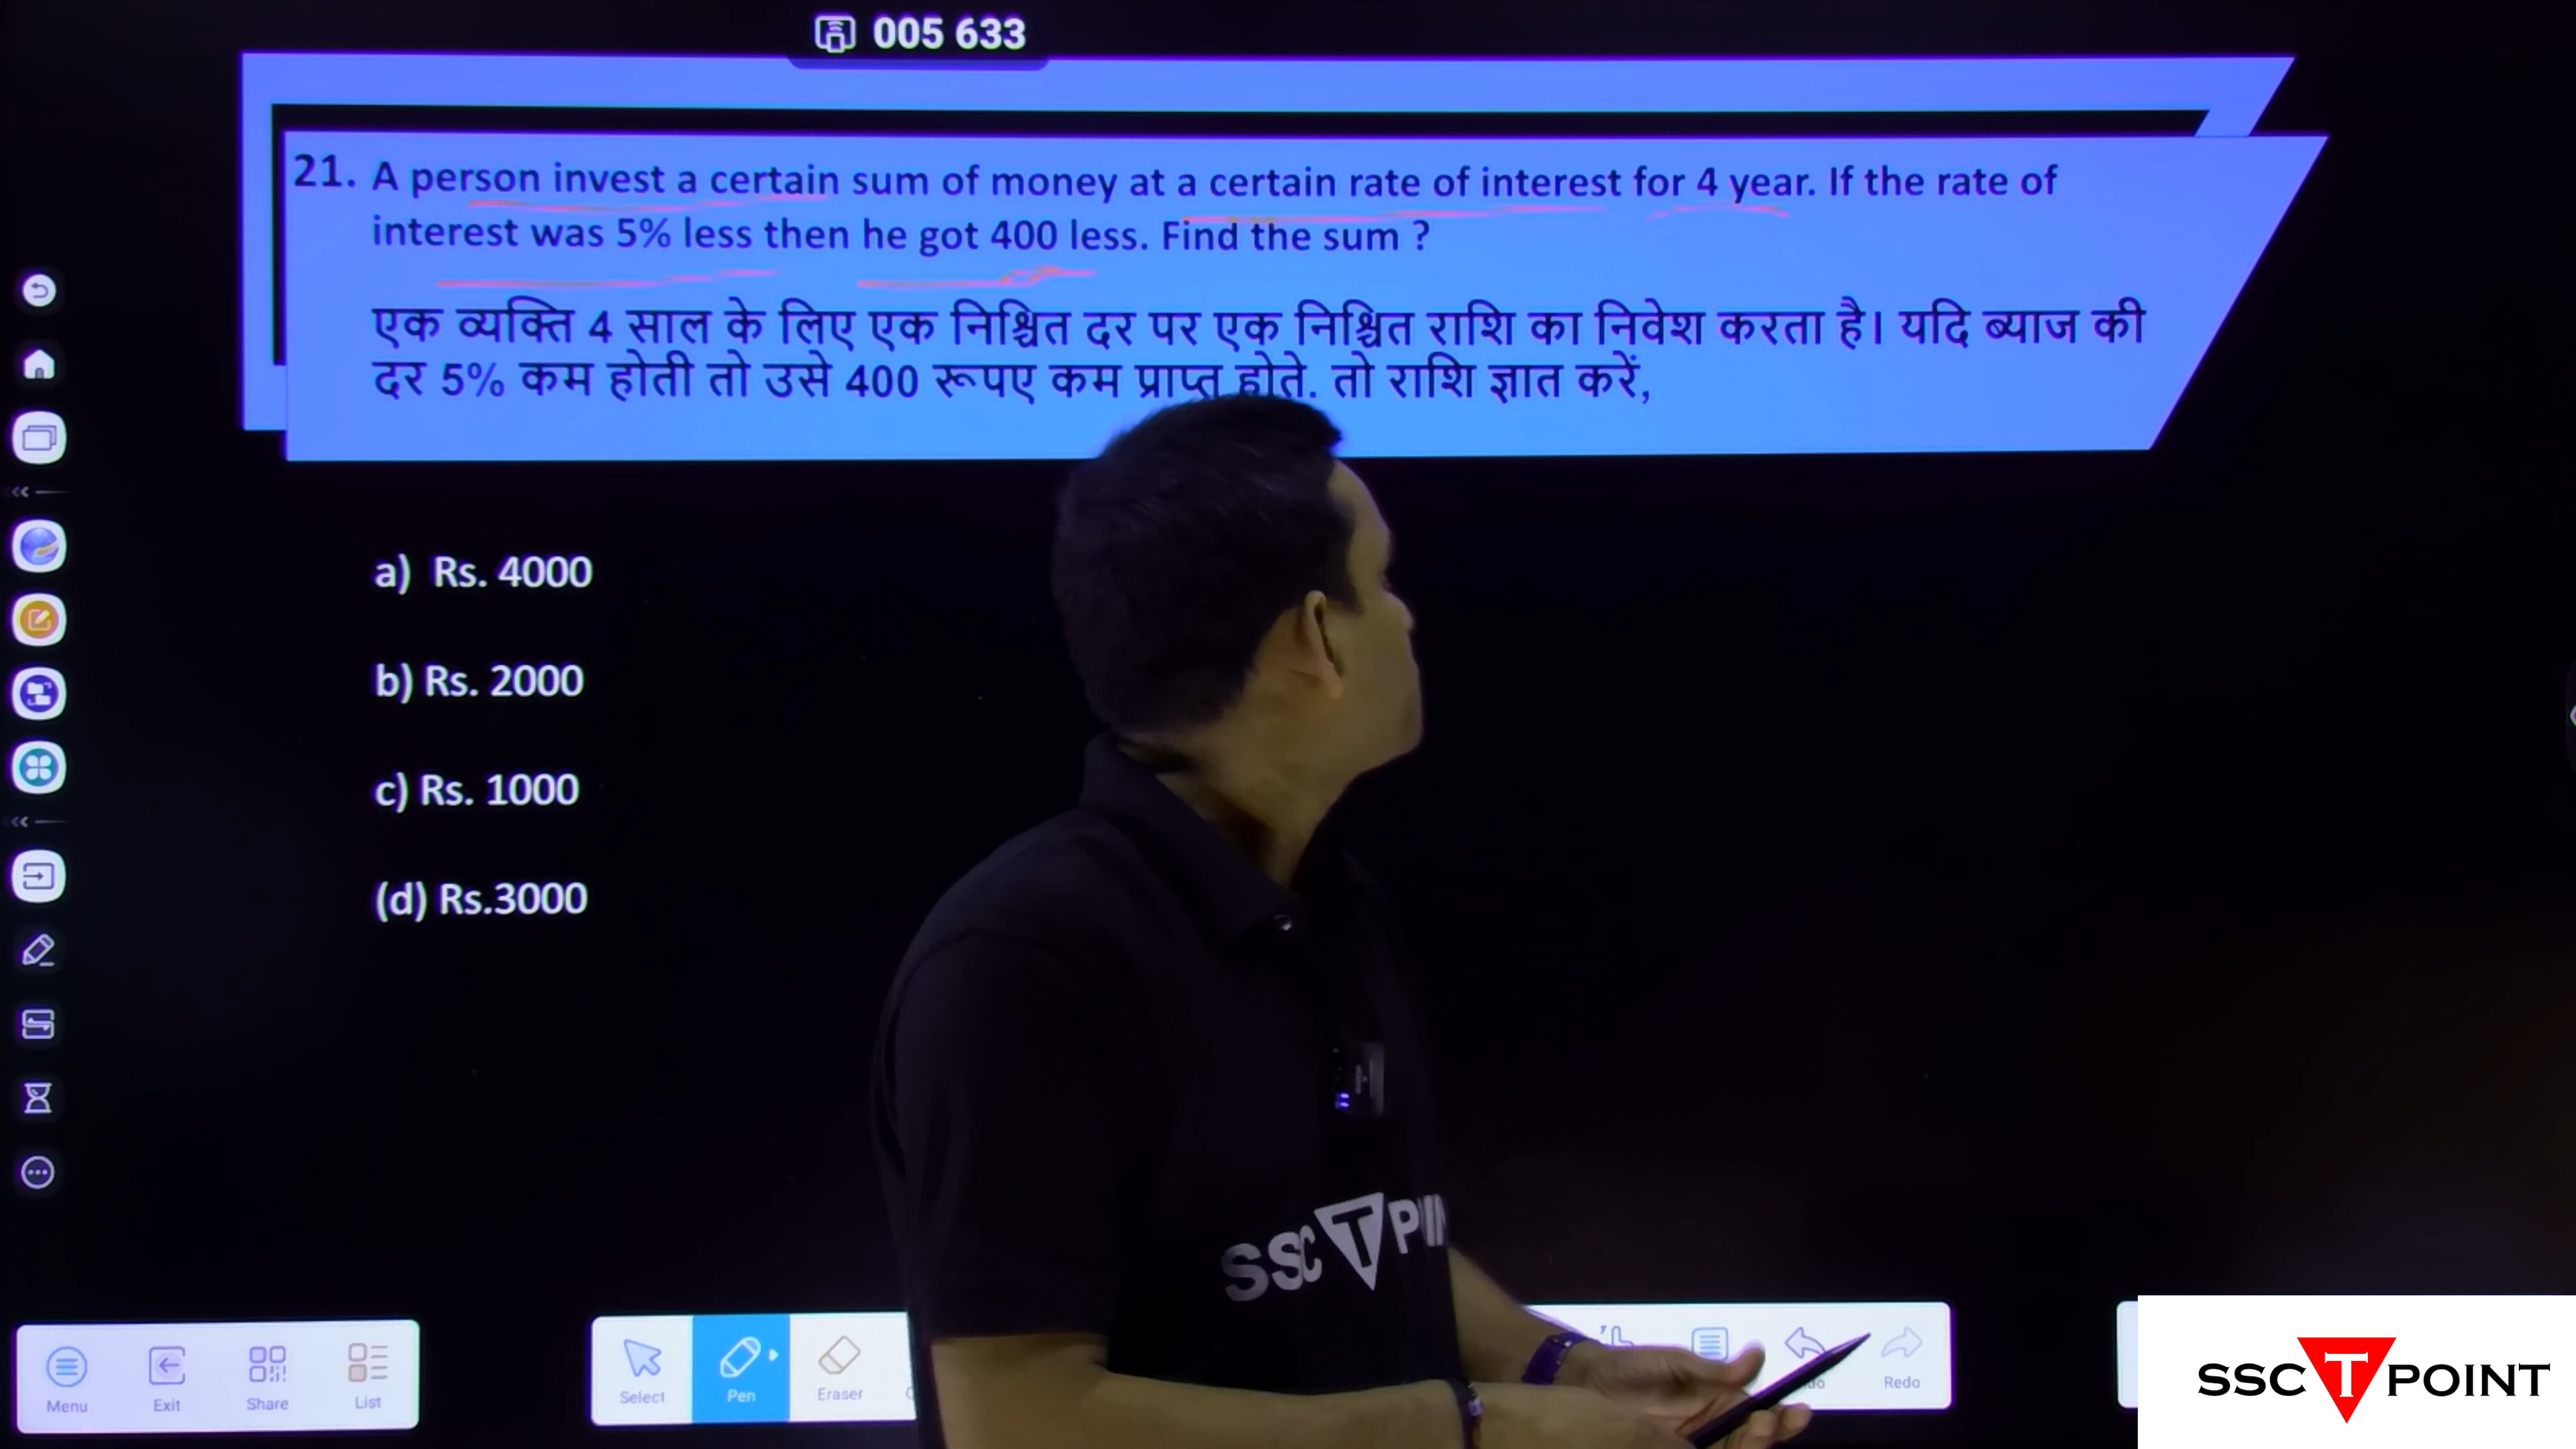 005 633
21. A person invest a certain sum of money at a certain rate of interest for 4 year. If the rate of
interest was 5% less then he got 400 less. Find the sum ?
एक व्यक्ति 4 साल के लिए एक निश्चित दर पर एक निश्चित राशि का निवेश करता है। यदि ब्याज की
दर 5% कम होती तो उसे 400 रूपए कम प्राप्त होते. तो राशि ज्ञात करें,
a) Rs. 4000
b) Rs. 2000
c) Rs. 1000
(d) Rs.3000
SSC T
Menu Exit Share List
Select Pen Eraser
Redo
SSC T POINT